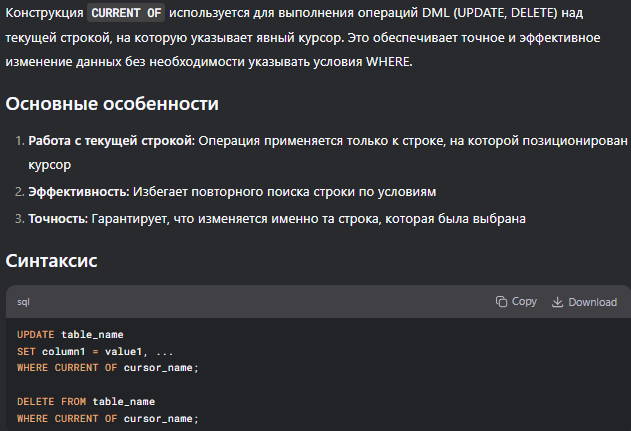 Конструкция CURRENT OF используется для выполнения операций DML (UPDATE, DELETE) над
текущей строкой, на которую указывает явный курсор. Это обеспечивает точное и эффективное
изменение данных без необходимости указывать условия WHERE.
Основные особенности
1. Работа с текущей строкой: Операция применяется только к строке, на которой позиционирован
курсор
2. Эффективность: Избегает повторного поиска строки по условиям
3. Точность: Гарантирует, что изменяется именно та строка, которая была выбрана
Синтаксис
sql Copy Download
UPDATE table_name
SET column1 = value1, ...
WHERE CURRENT OF cursor_name;
DELETE FROM table_name
WHERE CURRENT OF cursor_name;